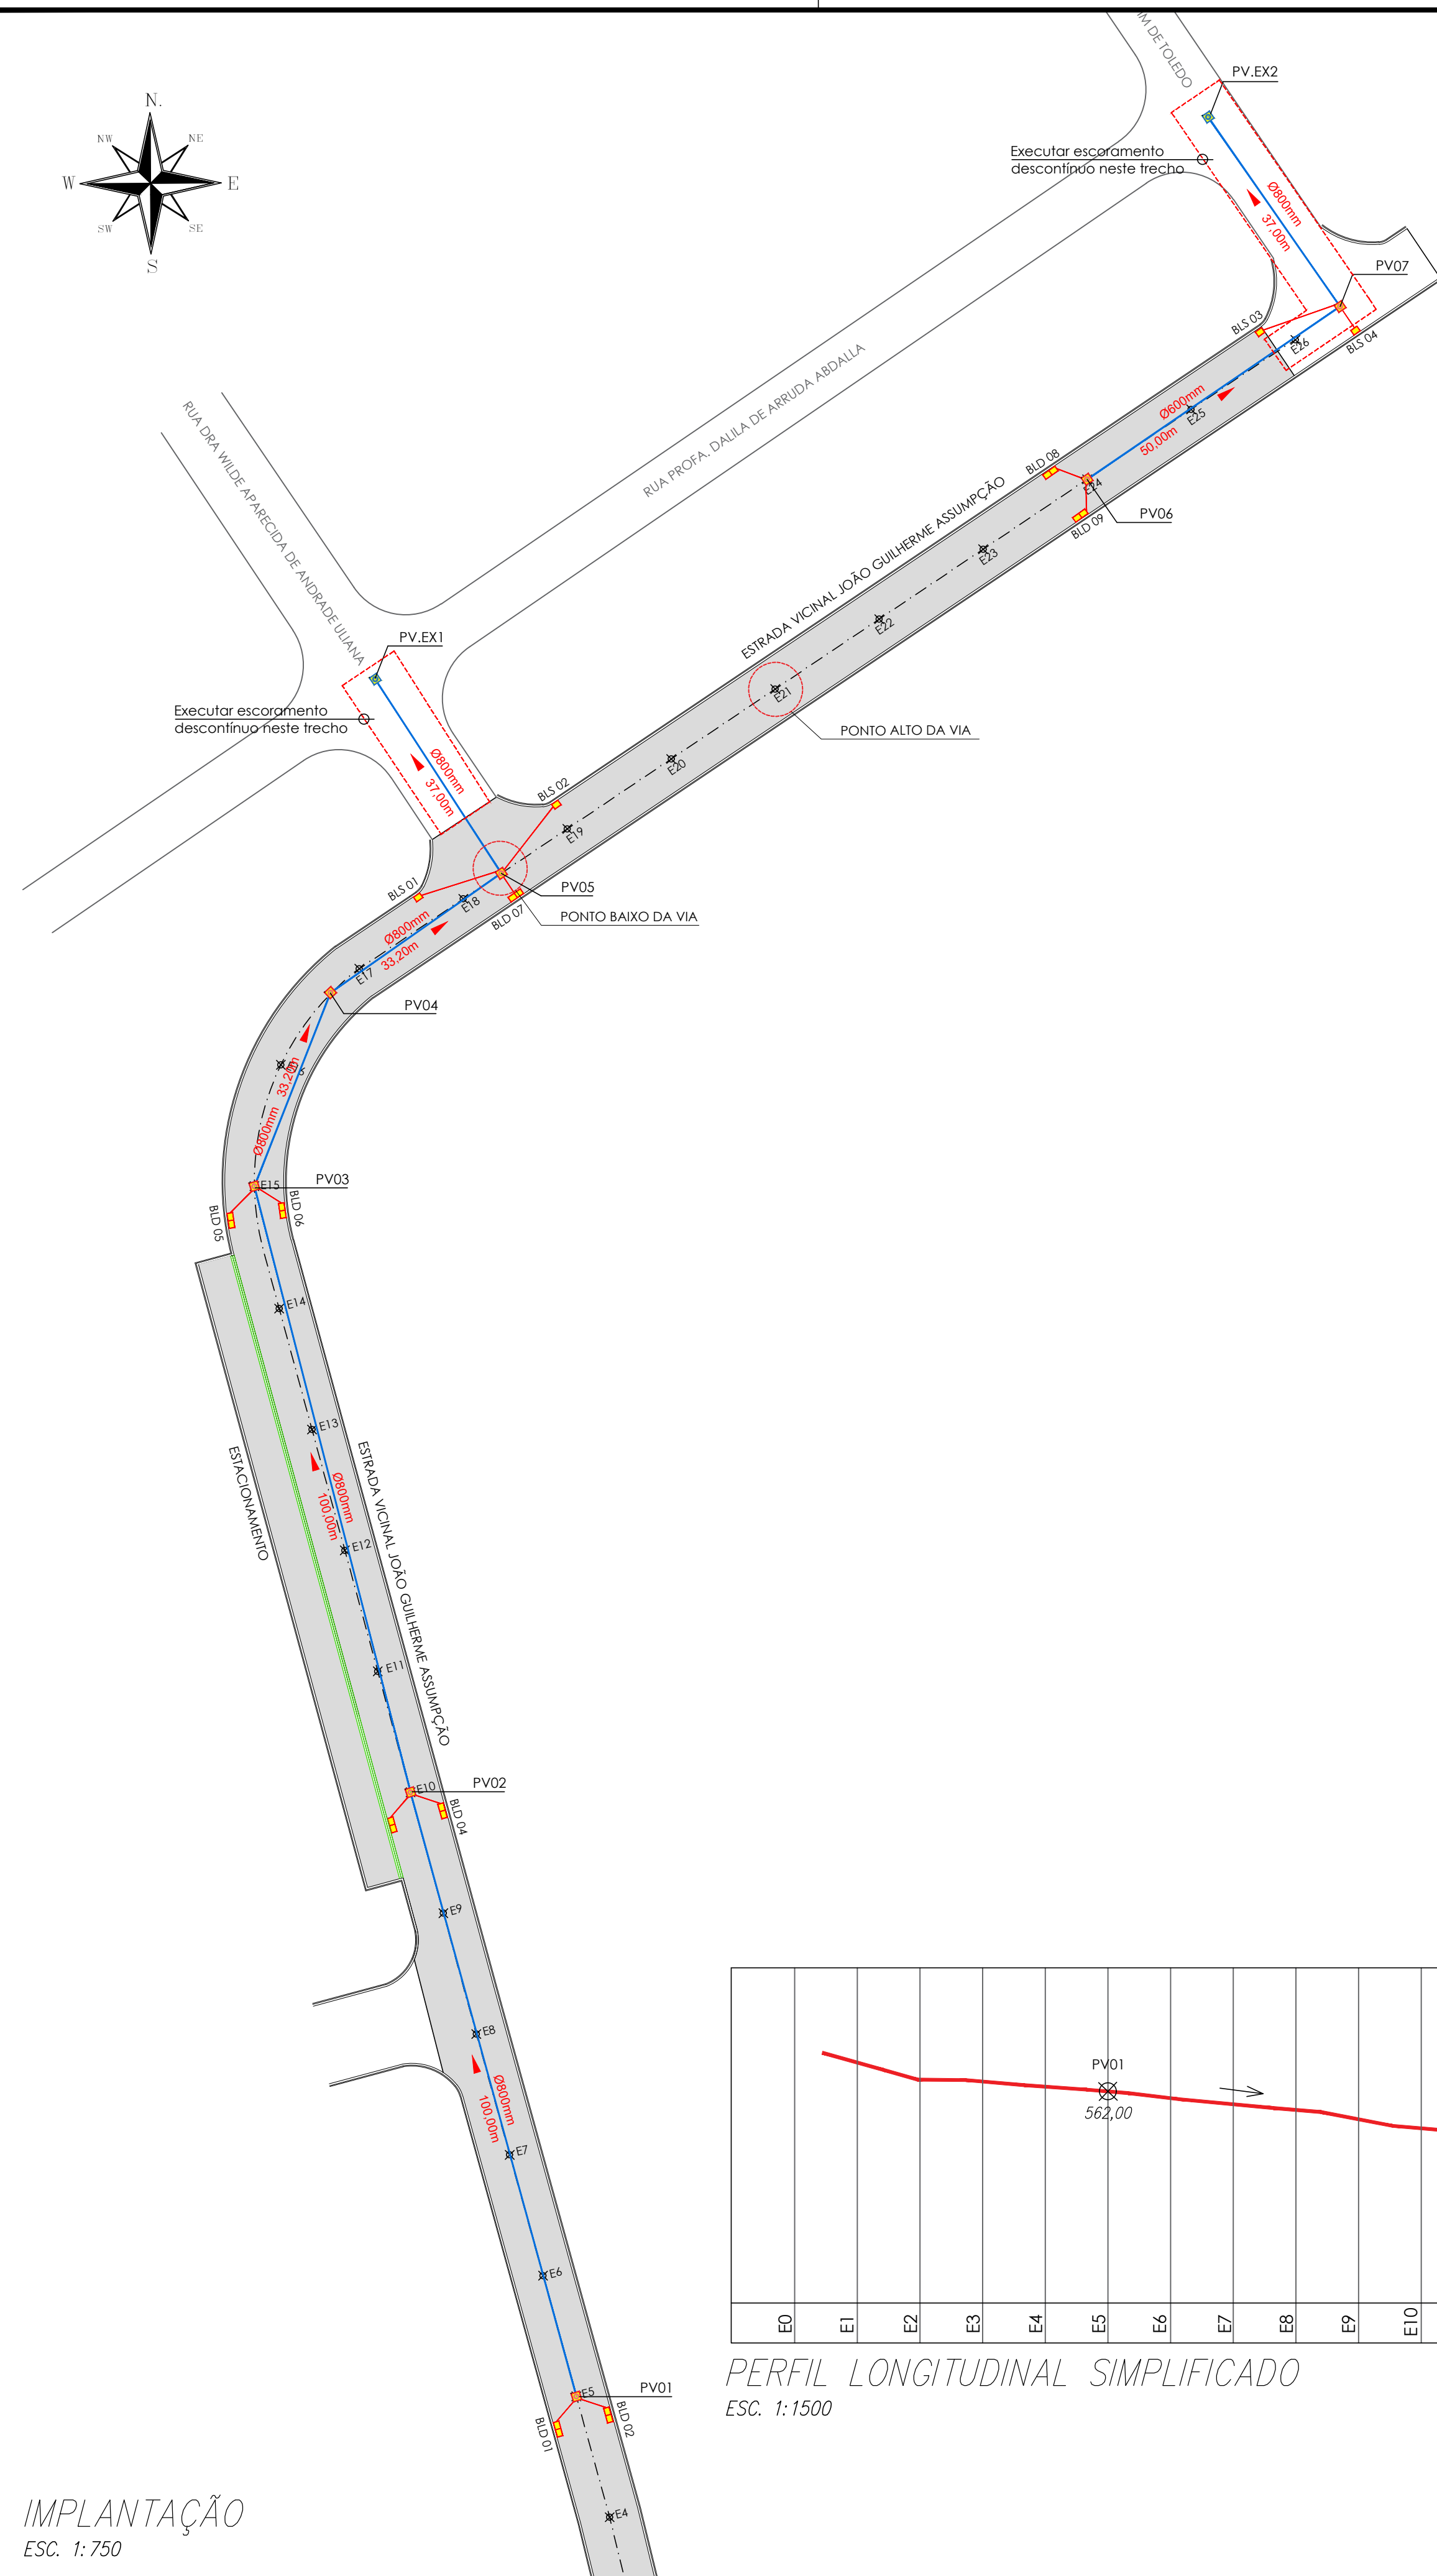 IM DE TOLEDO
PV.EX2
N.
NW
NE
W
E
SW
SE
S
Executar escoramento
descontínuo neste trecho
Ø800mm
37,00m
PV07
BLS 03
BLS 04
E26
RUA PROFA. DALILA DE ARRUDA ABDALLA
Ø600mm
50,00m
E25
RUA DRA WILDE APARECIDA DE ANDRADE ULIANA
BLD 08
E24
PV06
BLD 09
ESTRADA VICINAL JOÃO GUILHERME ASSUMPÇÃO
E23
E22
PV.EX1
E21
Executar escoramento
descontínuo neste trecho
PONTO ALTO DA VIA
E20
Ø800mm
37,00m
BLS 02
E19
BLS 01
PV05
E18
BLD 07
PONTO BAIXO DA VIA
Ø800mm
33,20m
E17
PV04
Ø800mm 33,20m
E15
PV03
BLD 05
BLD 06
E14
E13
ESTACIONAMENTO
ESTRADA VICINAL JOÃO GUILHERME ASSUMPÇÃO
Ø800mm
100,00m
E12
E11
E10
PV02
BLD 04
E9
E8
Ø800mm
100,00m
E7
E6
E5
PV01
BLD 01
BLD 02
E4
PV01
562,00
E0
E1
E2
E3
E4
E5
E6
E7
E8
E9
E10
PERFIL LONGITUDINAL SIMPLIFICADO
ESC. 1:1500
IMPLANTAÇÃO
ESC. 1:750